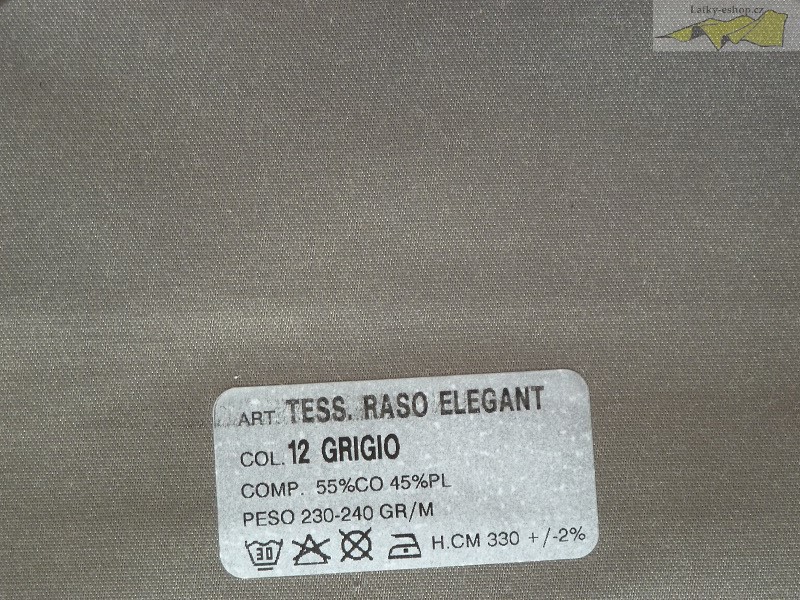 Latky-eshop.cz
ART. TESS. RASO ELEGANT
COL. 12 GRIGIO
COMP. 55%CO 45%PL
PESO 230-240 GR/M
30 H.CM 330 +/-2%